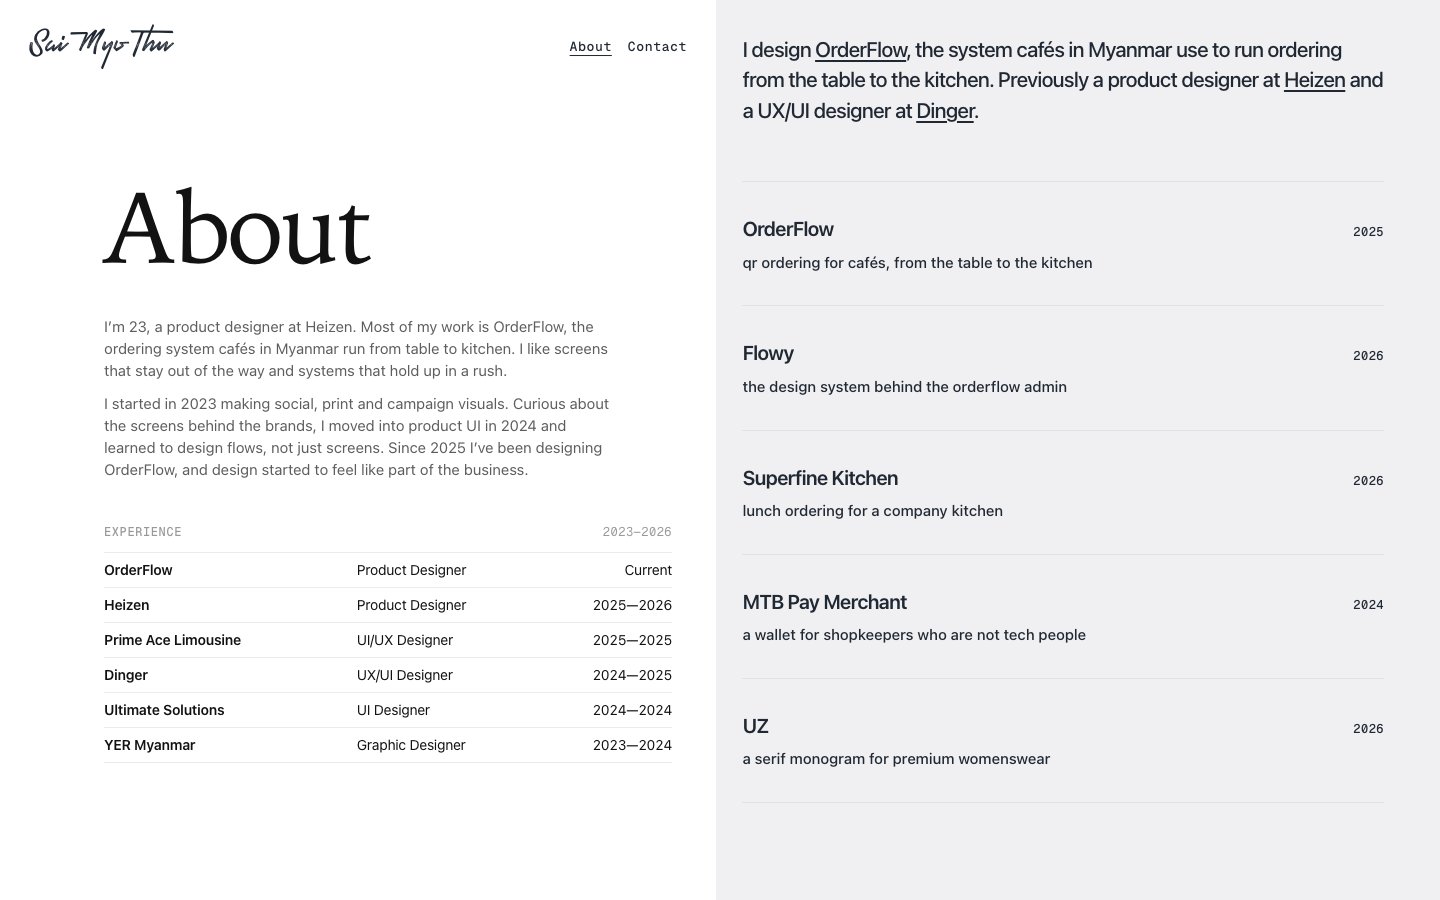 Sai Myo Thu
About Contact
About
I’m 23, a product designer at Heizen. Most of my work is OrderFlow, the
ordering system cafés in Myanmar run from table to kitchen. I like screens
that stay out of the way and systems that hold up in a rush.
I started in 2023 making social, print and campaign visuals. Curious about
the screens behind the brands, I moved into product UI in 2024 and
learned to design flows, not just screens. Since 2025 I’ve been designing
OrderFlow, and design started to feel like part of the business.
EXPERIENCE 2023–2026
OrderFlow Product Designer Current
Heizen Product Designer 2025—2026
Prime Ace Limousine UI/UX Designer 2025—2025
Dinger UX/UI Designer 2024—2025
Ultimate Solutions UI Designer 2024—2024
YER Myanmar Graphic Designer 2023—2024
I design OrderFlow, the system cafés in Myanmar use to run ordering
from the table to the kitchen. Previously a product designer at Heizen and
a UX/UI designer at Dinger.
OrderFlow 2025
qr ordering for cafés, from the table to the kitchen
Flowy 2026
the design system behind the orderflow admin
Superfine Kitchen 2026
lunch ordering for a company kitchen
MTB Pay Merchant 2024
a wallet for shopkeepers who are not tech people
UZ 2026
a serif monogram for premium womenswear